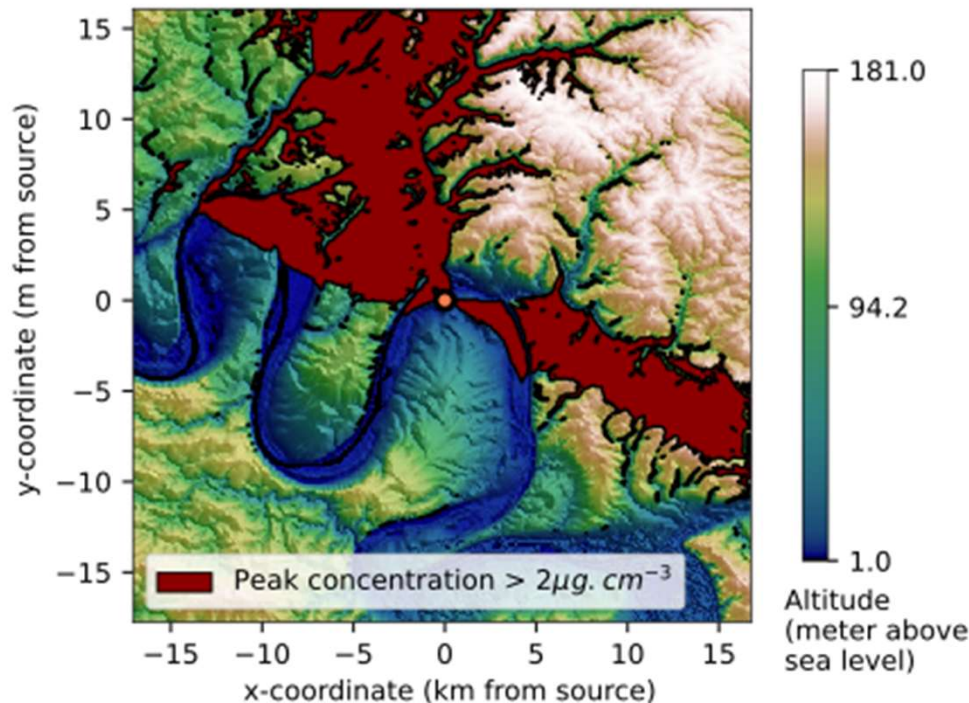 15
10
5
0
−5
−10
−15
y-coordinate (m from source)
Peak concentration > 2μg. cm⁻³
−15 −10 −5 0 5 10 15
x-coordinate (km from source)
181.0
94.2
1.0
Altitude
(meter above
sea level)